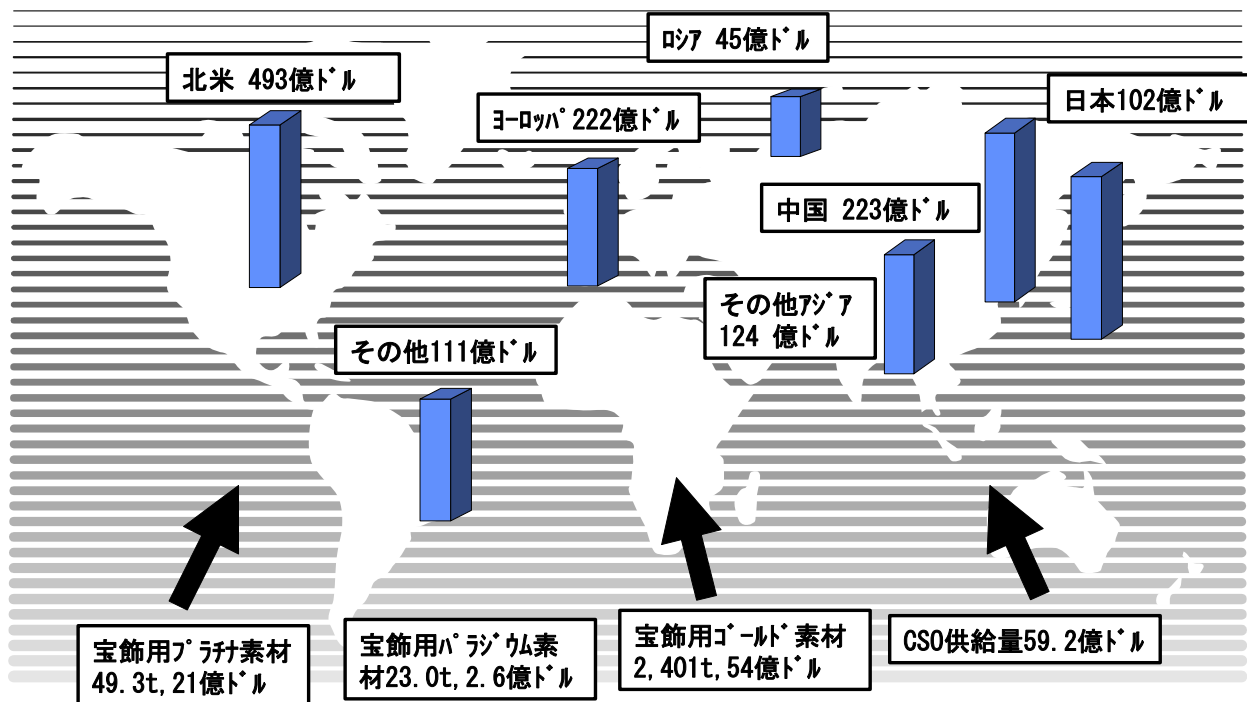 ﾛｼｱ 45億ﾄﾞﾙ
北米 493億ﾄﾞﾙ
日本102億ﾄﾞﾙ
ﾖｰﾛｯﾊﾟ222億ﾄﾞﾙ
中国 223億ﾄﾞﾙ
その他ｱｼﾞｱ
124 億ﾄﾞﾙ
その他111億ﾄﾞﾙ
宝飾用ﾌﾟﾗﾁﾅ素材
49.3t,21億ﾄﾞﾙ
宝飾用ﾊﾟﾗｼﾞｳﾑ素
材23.0t,2.6億ﾄﾞﾙ
宝飾用ｺﾞｰﾙﾄﾞ素材
2,401t,54億ﾄﾞﾙ
CSO供給量59.2億ﾄﾞﾙ